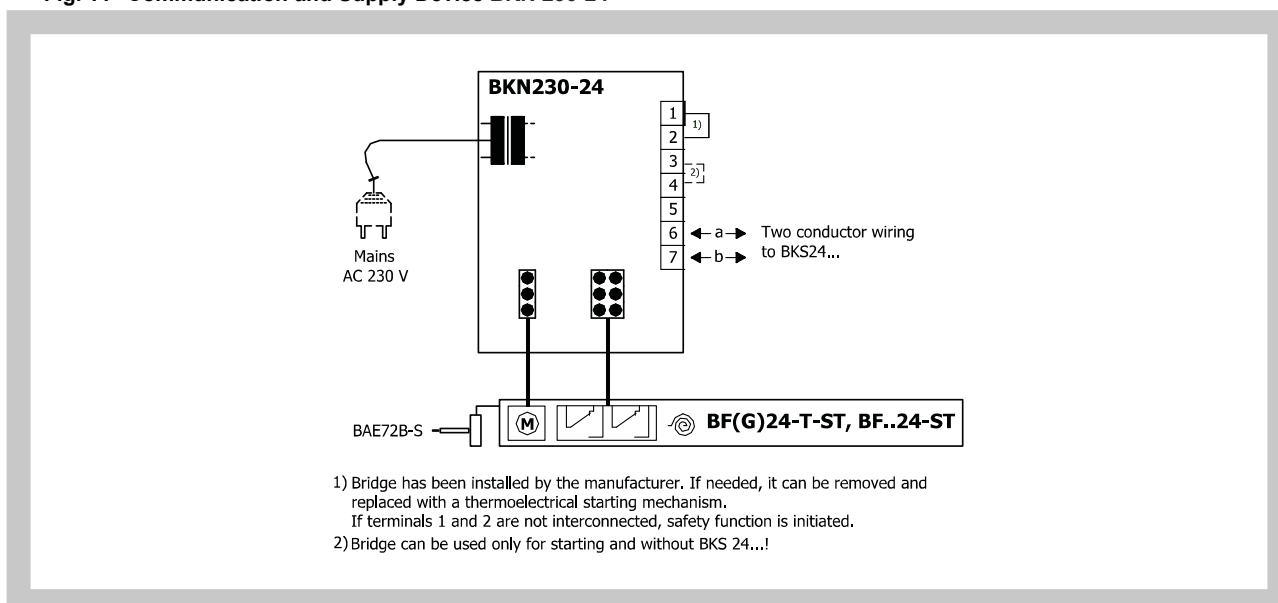 Communication and Supply Device BKN 230-24
BKN230-24
1
2
3
4
5
6
7
1)
2)
a
b
Two conductor wiring
to BKS24...
Mains
AC 230 V
BAE72B-S
M
BF(G)24-T-ST, BF..24-ST
1) Bridge has been installed by the manufacturer. If needed, it can be removed and
replaced with a thermoelectrical starting mechanism.
If terminals 1 and 2 are not interconnected, safety function is initiated.
2) Bridge can be used only for starting and without BKS 24...!